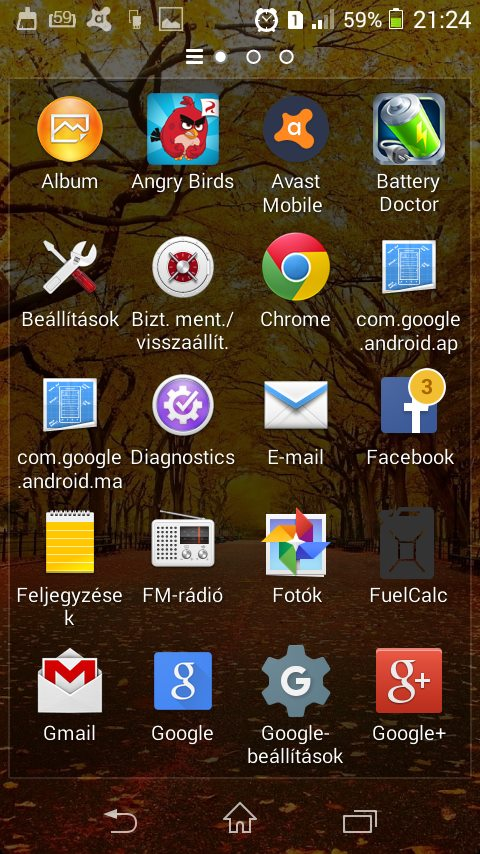 59
1
59%
21:24
Album
Angry Birds
Avast
Mobile
Battery
Doctor
Beállítások
Bizt. ment./
visszaállít.
Chrome
com.google
.android.ap
com.google
.android.ma
Diagnostics
E-mail
3
Facebook
Feljegyzése
k
FM-rádió
Fotók
FuelCalc
Gmail
Google
Google-
beállítások
Google+